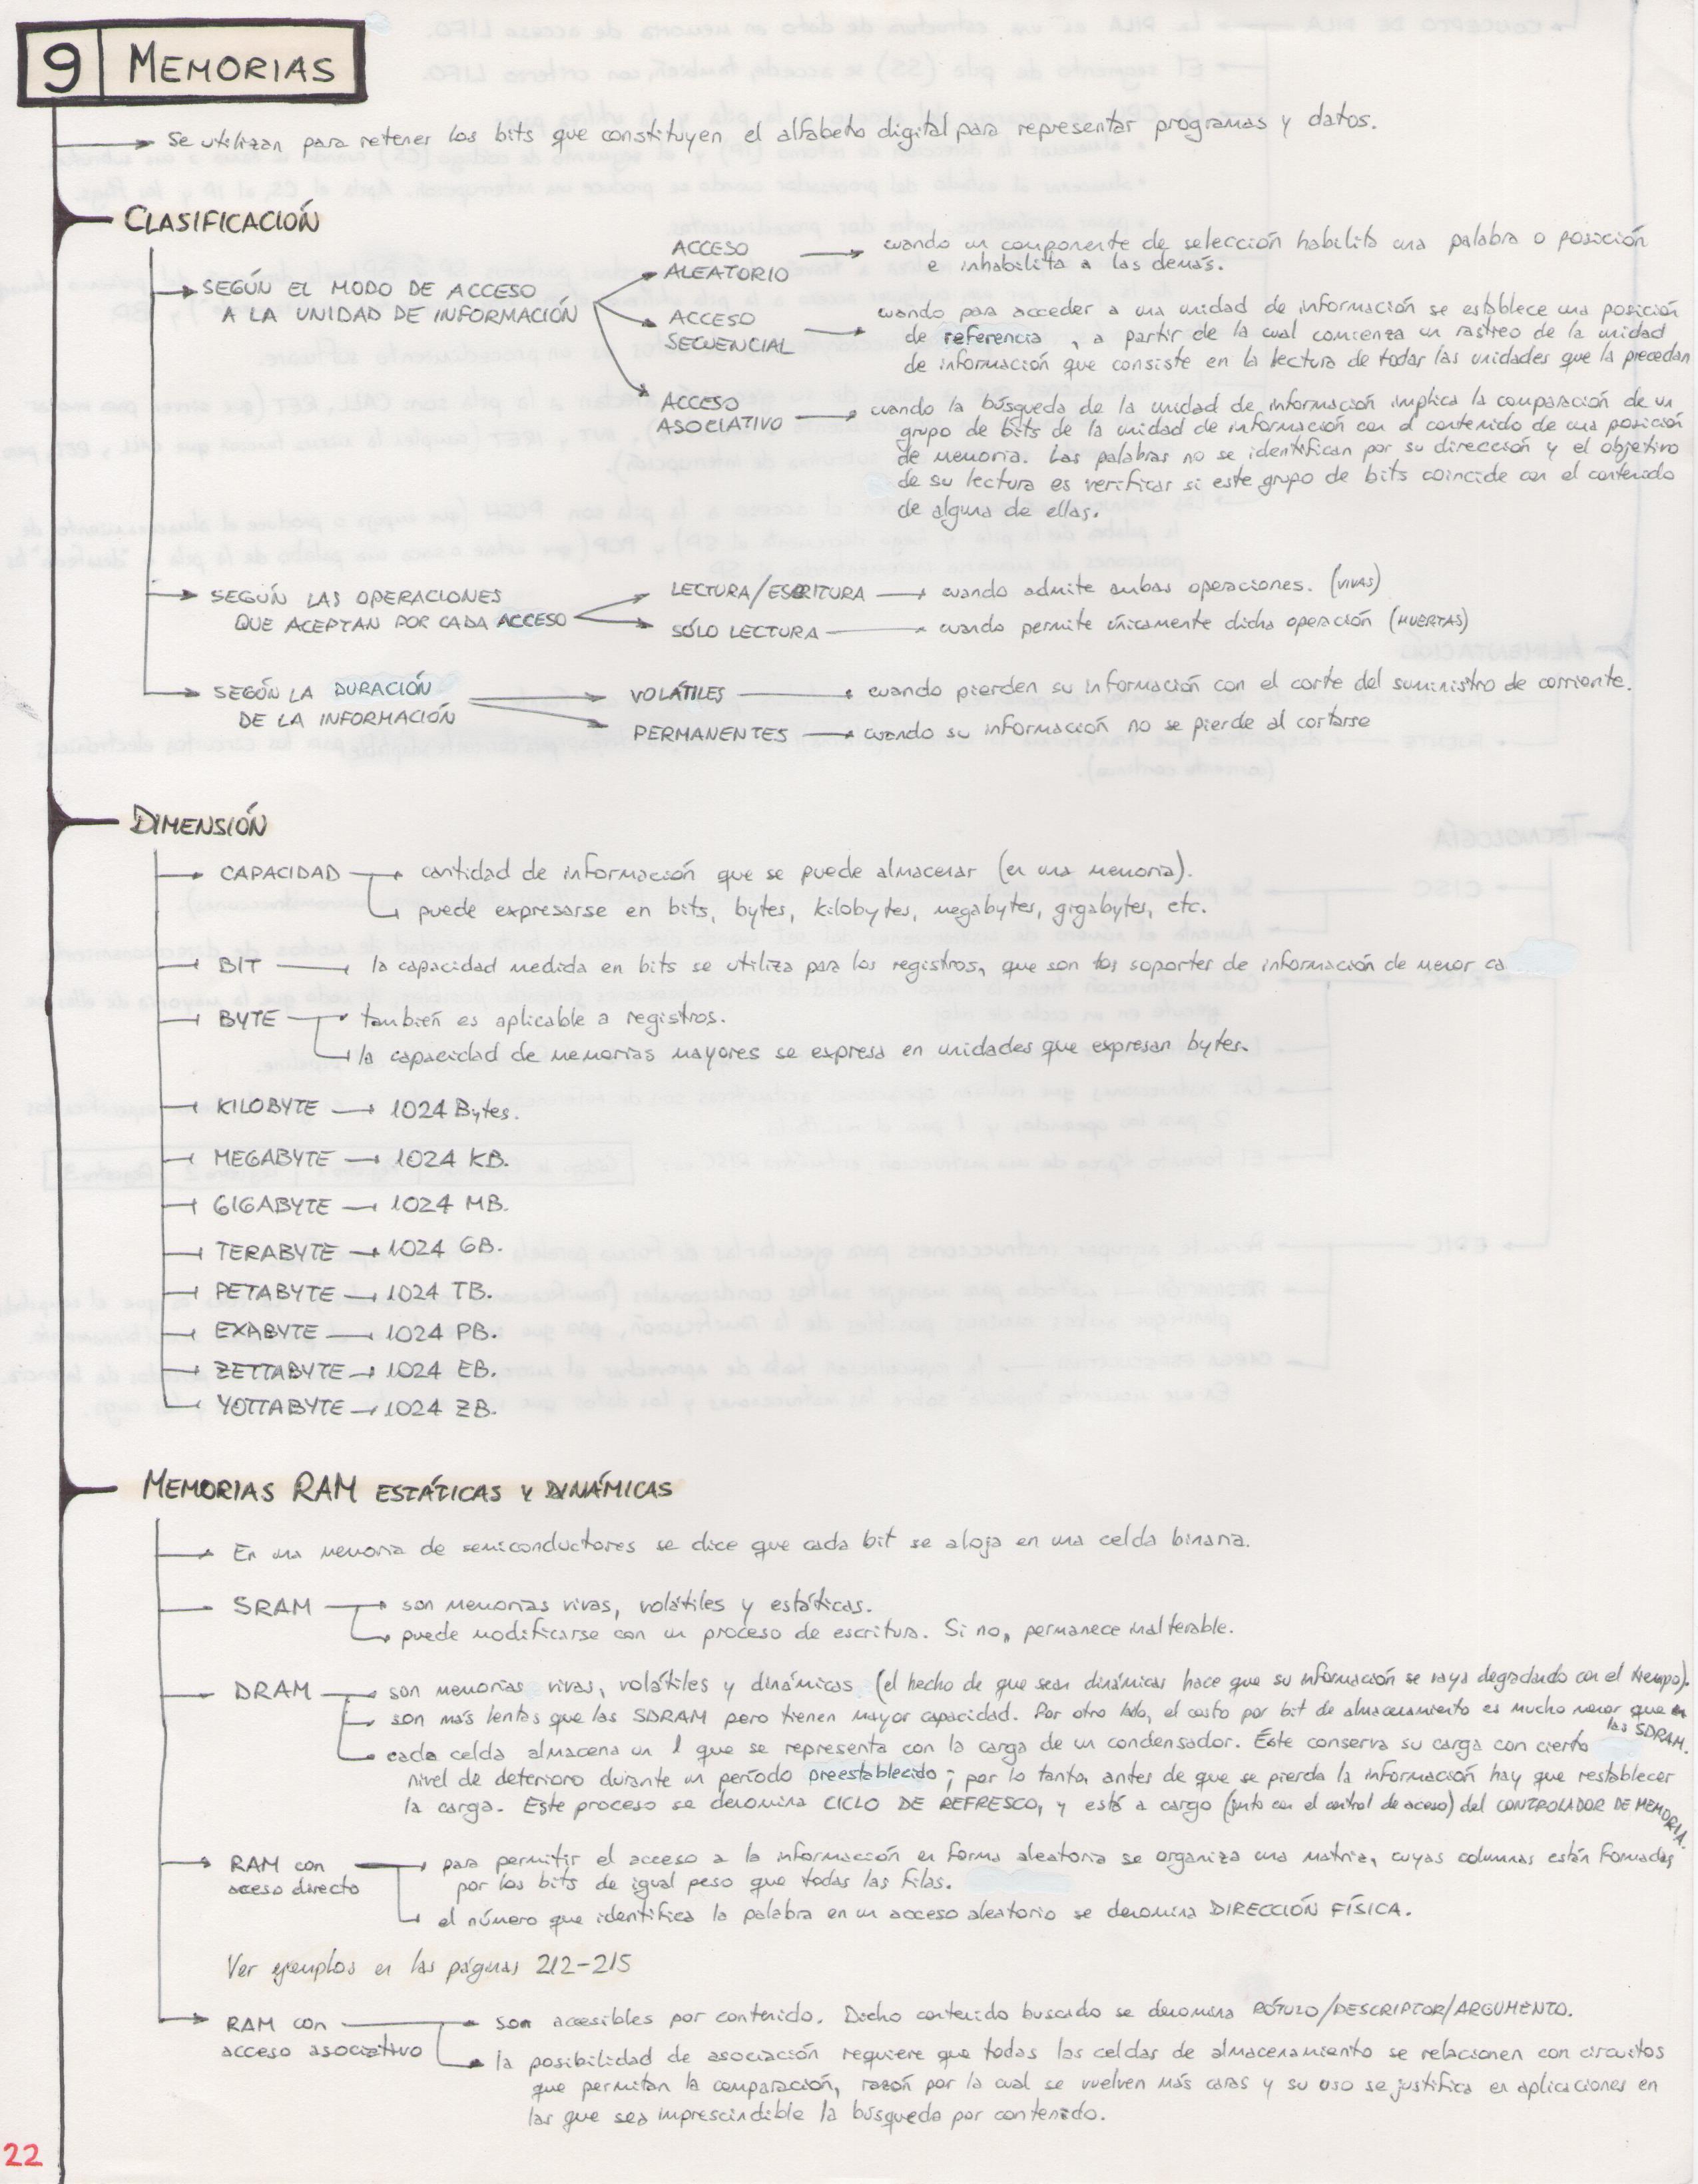 9 MEMORIAS
Se utilizan para retener los bits que constituyen el alfabeto digital para representar programas y datos.
CLASIFICACIÓN
SEGÚN EL MODO DE ACCESO
A LA UNIDAD DE INFORMACIÓN
ACCESO
ALEATORIO
cuando un componente de selección habilita una palabra o posición
e inhabilita a las demás.
ACCESO
SECUENCIAL
cuando para acceder a una unidad de información se establece una posición
de referencia, a partir de la cual comienza un rastreo de la unidad
de información que consiste en la lectura de todas las unidades que la precedan
ACCESO
ASOCIATIVO
cuando la búsqueda de la unidad de información implica la comparación de un
grupo de bits de la unidad de información con el contenido de una posición
de memoria. Las palabras no se identifican por su dirección y el objetivo
de su lectura es verificar si este grupo de bits coincide con el contenido
de alguna de ellas.
SEGÚN LAS OPERACIONES
QUE ACEPTAN POR CADA ACCESO
LECTURA/ESCRITURA cuando admite ambas operaciones. (VIVAS)
SÓLO LECTURA cuando permite únicamente dicha operación (MUERTAS)
SEGÚN LA DURACIÓN
DE LA INFORMACIÓN
VOLÁTILES cuando pierden su información con el corte del suministro de corriente.
PERMANENTES cuando su información no se pierde al cortarse
DIMENSIÓN
CAPACIDAD cantidad de información que se puede almacenar (en una memoria).
puede expresarse en bits, bytes, kilobytes, megabytes, gigabytes, etc.
BIT la capacidad medida en bits se utiliza para los registros, que son los soportes de información de menor ca
BYTE también es aplicable a registros.
la capacidad de memorias mayores se expresa en unidades que expresan bytes.
KILOBYTE 1024 Bytes.
MEGABYTE 1024 KB.
GIGABYTE 1024 MB.
TERABYTE 1024 GB.
PETABYTE 1024 TB.
EXABYTE 1024 PB.
ZETTABYTE 1024 EB.
YOTTABYTE 1024 ZB.
MEMORIAS RAM ESTÁTICAS Y DINÁMICAS
En una memoria de semiconductores se dice que cada bit se aloja en una celda binaria.
SRAM son memorias vivas, volátiles y estáticas.
puede modificarse con un proceso de escritura. Si no, permanece inalterable.
DRAM son memorias vivas, volátiles y dinámicas (el hecho de que sean dinámicas hace que su información se vaya degradando con el tiempo).
son más lentas que las SDRAM pero tienen mayor capacidad. Por otro lado, el costo por bit de almacenamiento es mucho menor que en
las SDRAM.
cada celda almacena un 1 que se representa con la carga de un condensador. Éste conserva su carga con cierto
nivel de deterioro durante un período preestablecido; por lo tanto, antes de que se pierda la información hay que restablecer
la carga. Este proceso se denomina CICLO DE REFRESCO, y está a cargo (junto con el control de acceso) del CONTROLADOR DE MEMORIA.
RAM con
acceso directo
para permitir el acceso a la información en forma aleatoria se organiza una matriz, cuyas columnas están formadas
por los bits de igual peso que todas las filas.
el número que identifica la palabra en un acceso aleatorio se denomina DIRECCIÓN FÍSICA.
Ver ejemplos en las páginas 212-215
RAM con
acceso asociativo
son accesibles por contenido. Dicho contenido buscado se denomina RÓTULO/DESCRIPTOR/ARGUMENTO.
la posibilidad de asociación requiere que todas las celdas de almacenamiento se relacionen con circuitos
que permitan la comparación, razón por la cual se vuelven más caras y su uso se justifica en aplicaciones en
las que sea imprescindible la búsqueda por contenido.
22